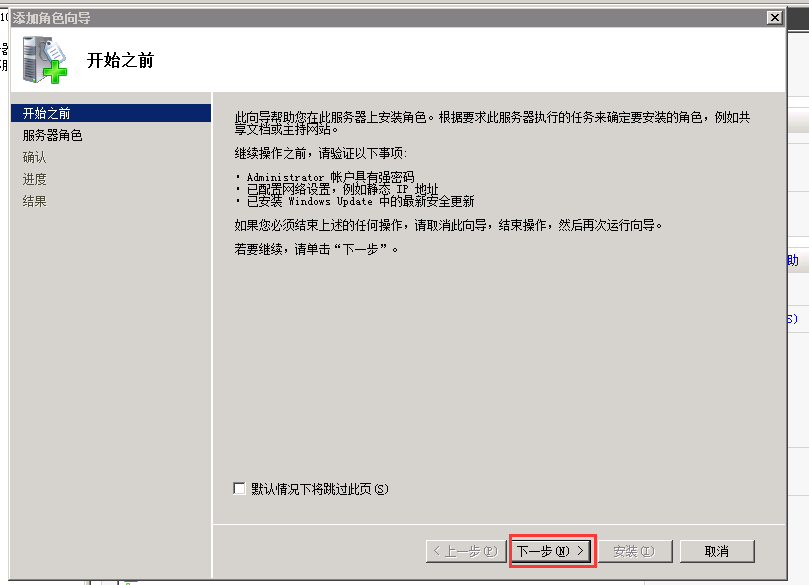 添加角色向导
开始之前
开始之前
服务器角色
确认
进度
结果
此向导帮助您在此服务器上安装角色。根据要求此服务器执行的任务来确定要安装的角色，例如共
享文档或主持网站。
继续操作之前，请验证以下事项:
· Administrator 帐户具有强密码
· 已配置网络设置，例如静态 IP 地址
· 已安装 Windows Update 中的最新安全更新
如果您必须结束上述的任何操作，请取消此向导，结束操作，然后再次运行向导。
若要继续，请单击“下一步”。
默认情况下将跳过此页(S)
< 上一步(P)
下一步(N) >
安装(I)
取消
助
S)